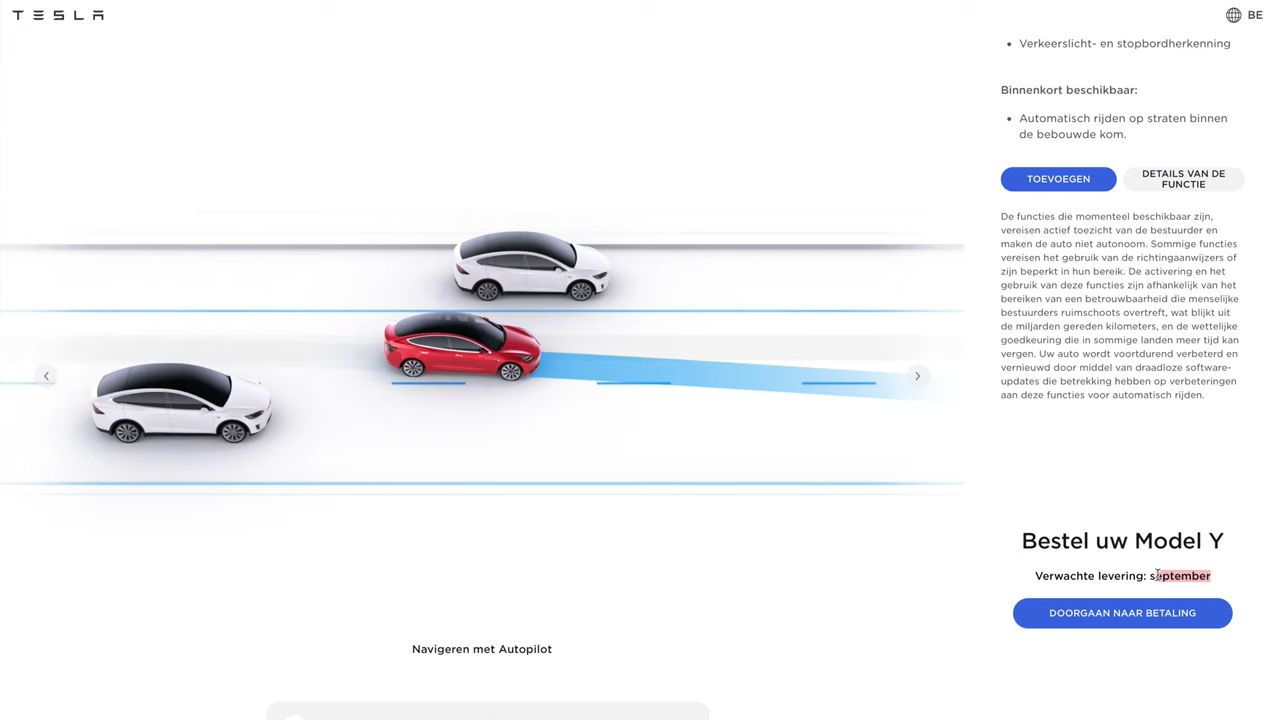 TESLA
BE
• Verkeerslicht- en stopbordherkenning
Binnenkort beschikbaar:
• Automatisch rijden op straten binnen
de bebouwde kom.
TOEVOEGEN
DETAILS VAN DE
FUNCTIE
De functies die momenteel beschikbaar zijn,
vereisen actief toezicht van de bestuurder en
maken de auto niet autonoom. Sommige functies
vereisen het gebruik van de richtingaanwijzers of
zijn beperkt in hun bereik. De activering en het
gebruik van deze functies zijn afhankelijk van het
bereiken van een betrouwbaarheid die menselijke
bestuurders ruimschoots overtreft, wat blijkt uit
de miljarden gereden kilometers, en de wettelijke
goedkeuring die in sommige landen meer tijd kan
vergen. Uw auto wordt voortdurend verbeterd en
vernieuwd door middel van draadloze software-
updates die betrekking hebben op verbeteringen
aan deze functies voor automatisch rijden.
Bestel uw Model Y
Verwachte levering: september
DOORGAAN NAAR BETALING
Navigeren met Autopilot